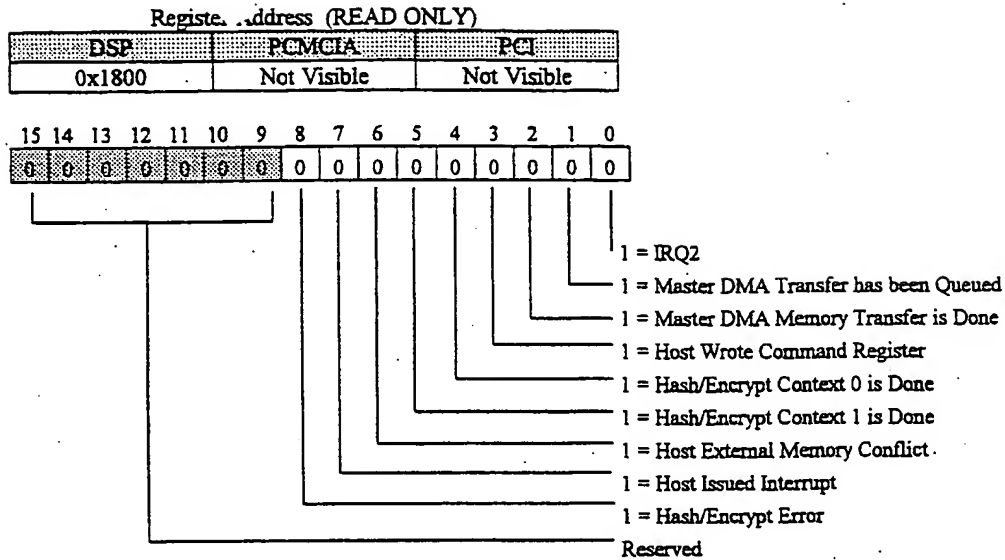 (READ ONLY)
DSP PCMCIA PCI
0x1800 Not Visible Not Visible
15 14 13 12 11 10 9 8 7 6 5 4 3 2 1 0
0 0 0 0 0 0 0 0 0 0 0 0 0 0 0 0
1 = IRQ2
1 = Master DMA Transfer has been Queued
1 = Master DMA Memory Transfer is Done
1 = Host Wrote Command Register
1 = Hash/Encrypt Context 0 is Done
1 = Hash/Encrypt Context 1 is Done
1 = Host External Memory Conflict
1 = Host Issued Interrupt
1 = Hash/Encrypt Error
Reserved